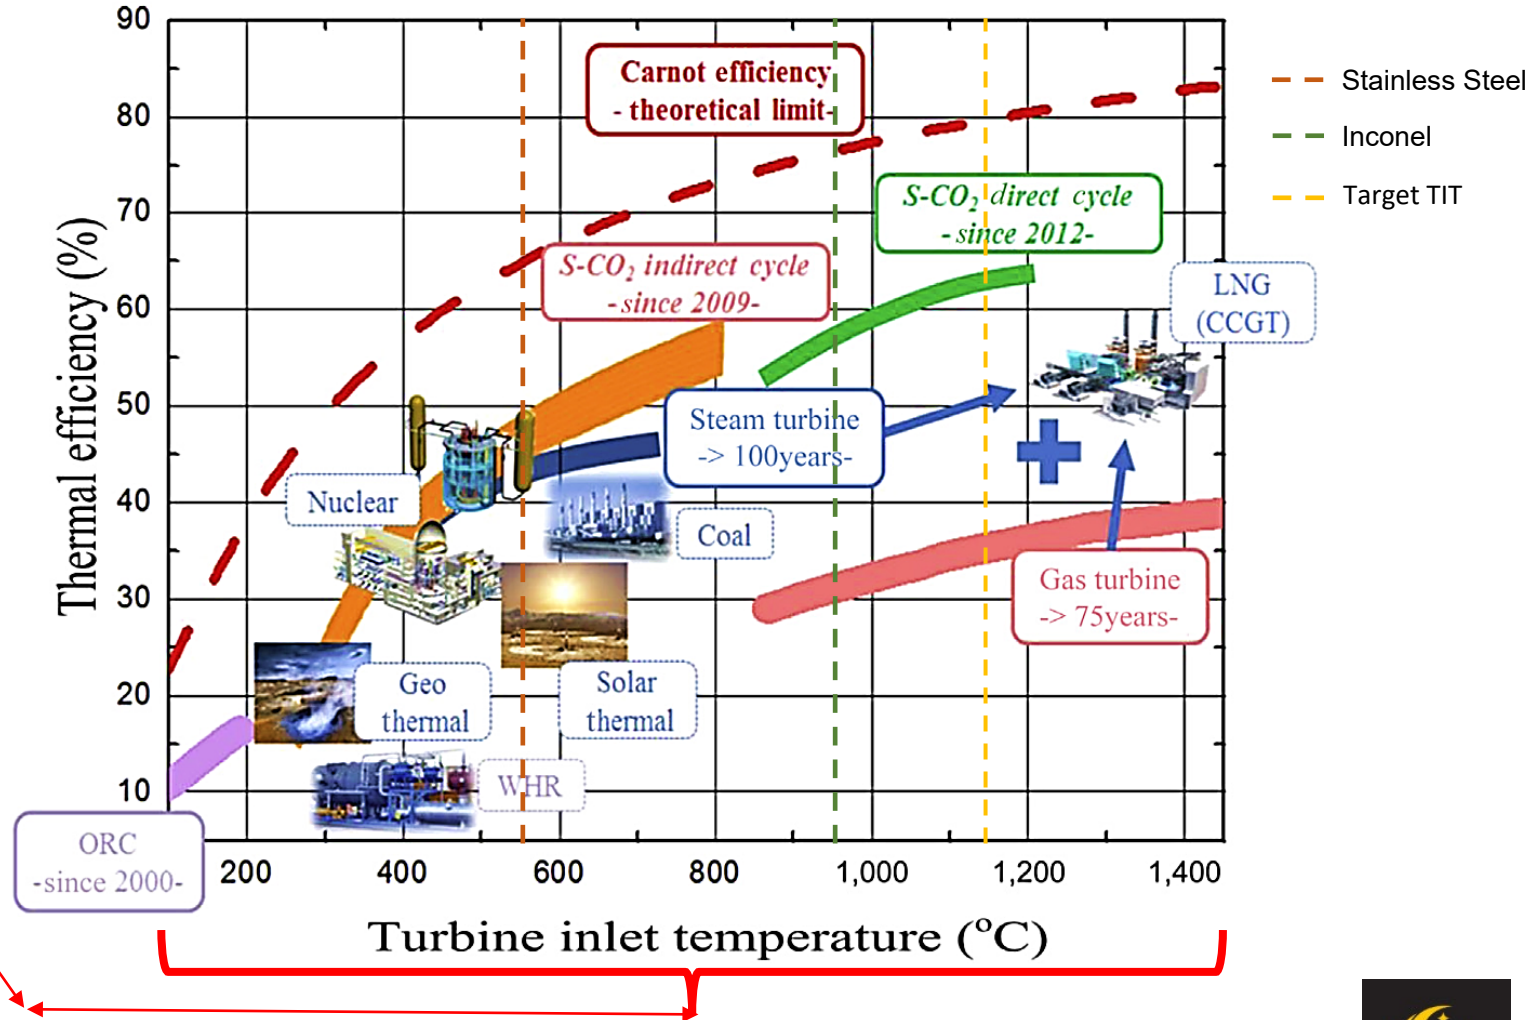 90
80
70
60
50
40
30
20
10
Thermal efficiency (%)
Carnot efficiency
- theoretical limit-
S-CO₂ direct cycle
-since 2012-
S-CO₂ indirect cycle
-since 2009-
LNG
(CCGT)
Steam turbine
-> 100years-
Nuclear
Coal
Gas turbine
-> 75years-
Geo
thermal
Solar
thermal
WHR
ORC
-since 2000-
200
400
600
800
1,000
1,200
1,400
Turbine inlet temperature (°C)
Stainless Steel
Inconel
Target TIT